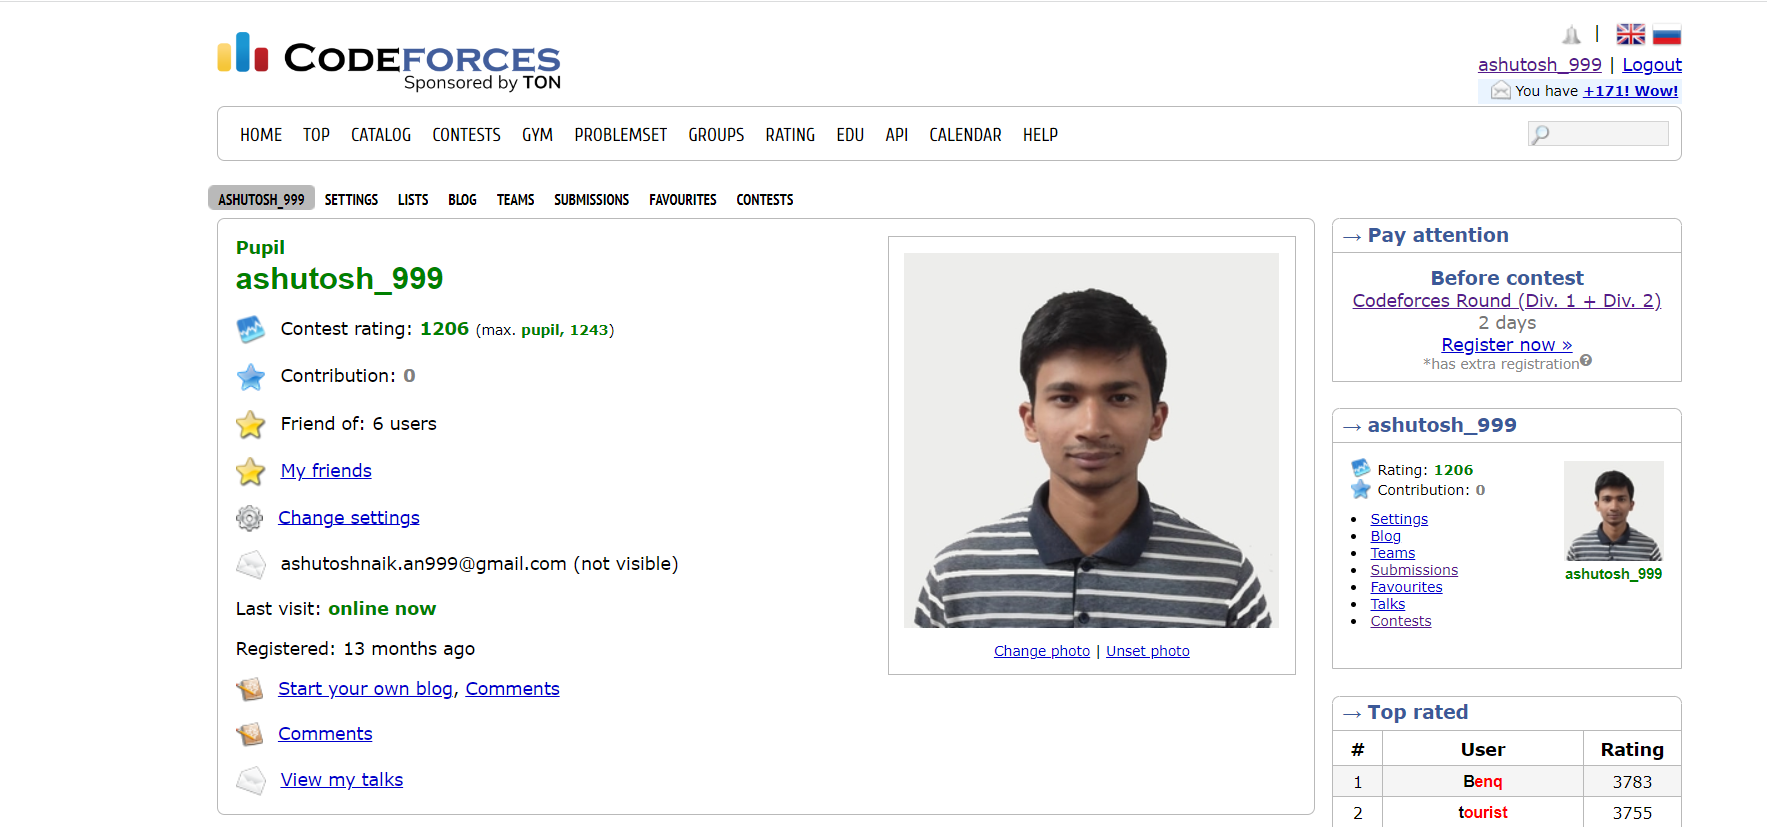 CODEFORCES
Sponsored by TON
|
ashutosh_999 | Logout
You have +171! Wow!
HOME TOP CATALOG CONTESTS GYM PROBLEMSET GROUPS RATING EDU API CALENDAR HELP
ASHUTOSH_999 SETTINGS LISTS BLOG TEAMS SUBMISSIONS FAVOURITES CONTESTS
Pupil
ashutosh_999
Contest rating: 1206 (max. pupil, 1243)
Contribution: 0
Friend of: 6 users
My friends
Change settings
ashutoshnaik.an999@gmail.com (not visible)
Last visit: online now
Registered: 13 months ago
Start your own blog, Comments
Comments
View my talks
Change photo | Unset photo
→ Pay attention
Before contest
Codeforces Round (Div. 1 + Div. 2)
2 days
Register now »
*has extra registration?
→ ashutosh_999
Rating: 1206
Contribution: 0
• Settings
• Blog
• Teams
• Submissions
• Favourites
• Talks
• Contests
ashutosh_999
→ Top rated
# User Rating
1 Benq 3783
2 tourist 3755